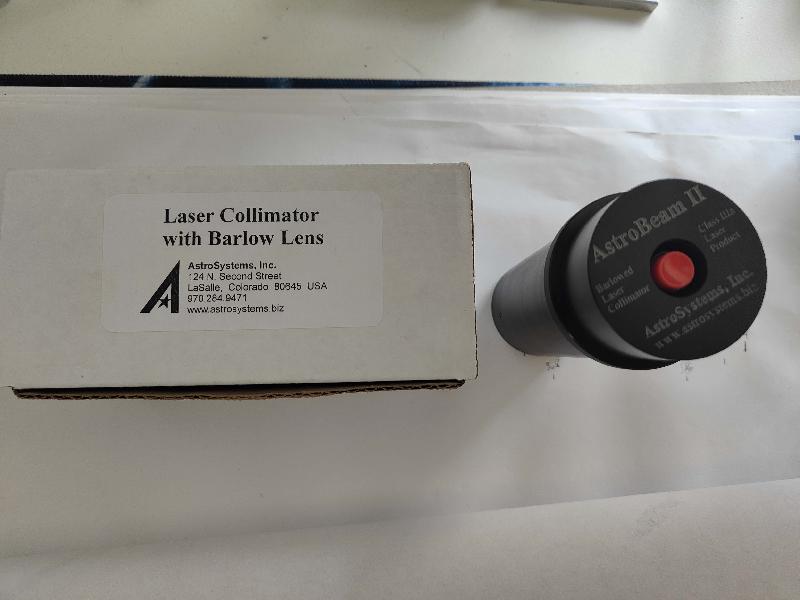 Laser Collimator
with Barlow Lens
AstroSystems, Inc.
124 N. Second Street
LaSalle, Colorado 80645 USA
970.284.9471
www.astrosystems.biz
AstroBeam II
Class IIIa
Laser
Product
Barlowed
Laser
Collimator
AstroSystems, Inc.
www.astrosystems.biz